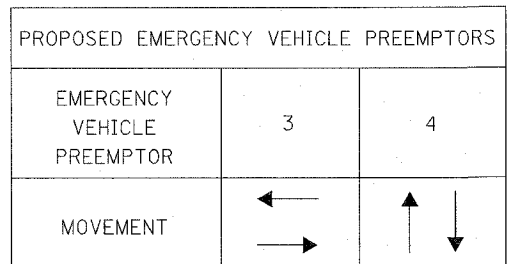 PROPOSED EMERGENCY VEHICLE PREEMPTORS
EMERGENCY
VEHICLE
PREEMPTOR
3
4
MOVEMENT